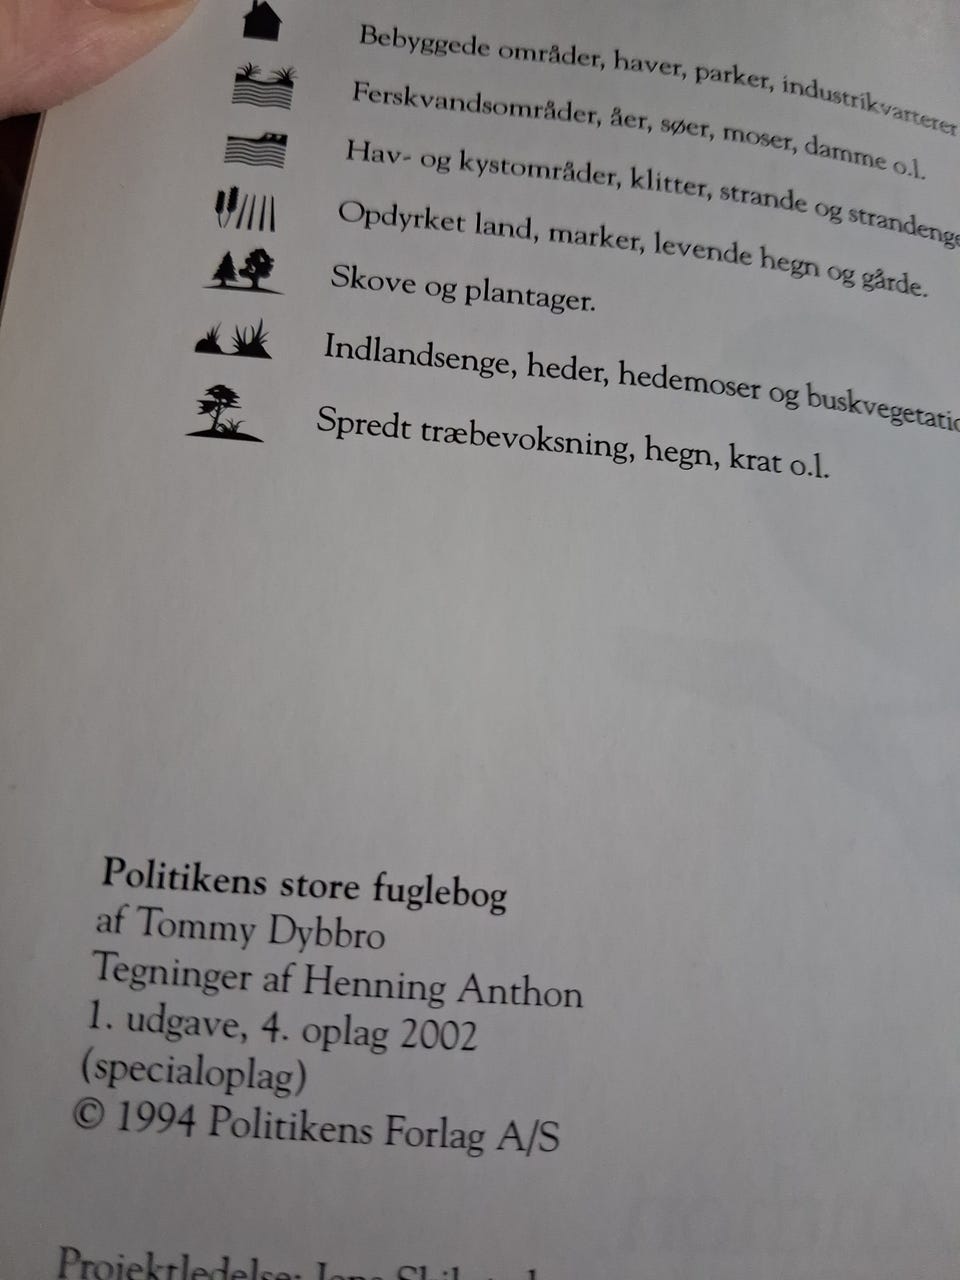 Bebyggede områder, haver, parker, industrikvarterer
Ferskvandsområder, åer, søer, moser, damme o.l.
Hav- og kystområder, klitter, strande og strandenge
Opdyrket land, marker, levende hegn og gårde.
Skove og plantager.
Indlandsenge, heder, hedemoser og
Spredt træbevoksning, hegn, krat o.l.
Politikens store fuglebog
af Tommy Dybbro
Tegninger af Henning Anthon
1. udgave, 4. oplag 2002
(specialoplag)
© 1994 Politikens Forlag A/S
Projektledelse: